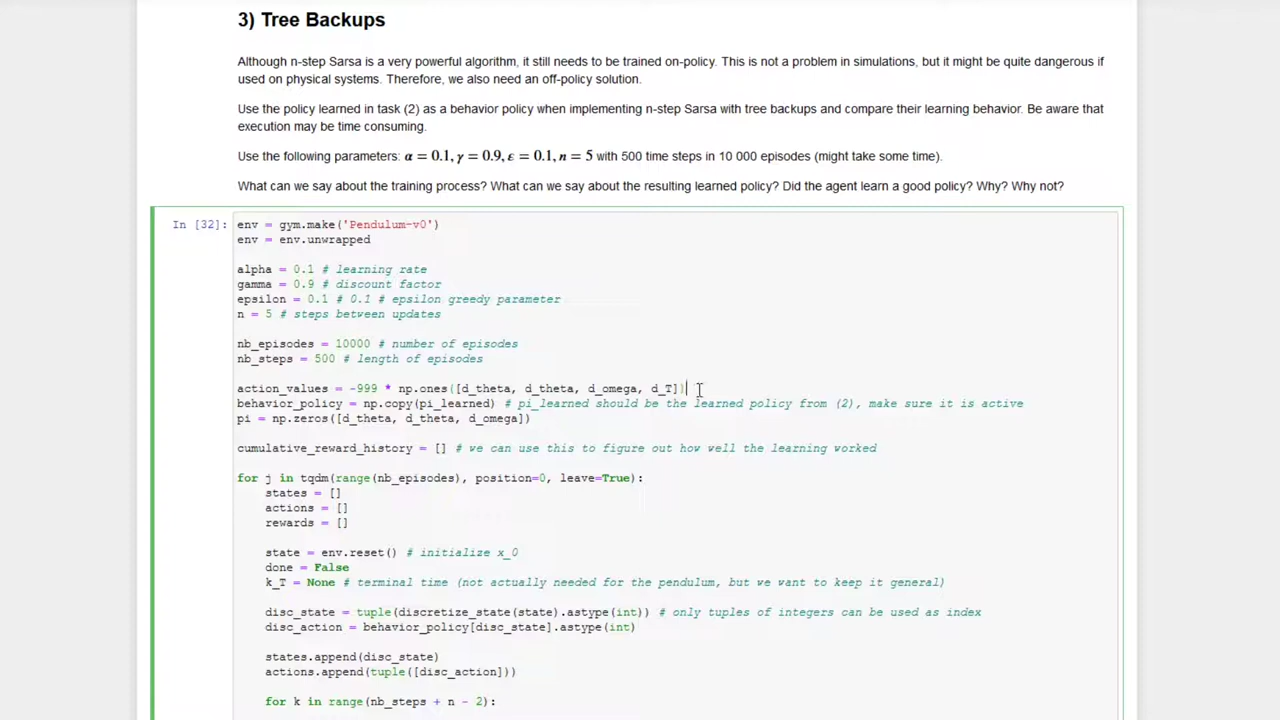 3) Tree Backups
Although n-step Sarsa is a very powerful algorithm, it still needs to be trained on-policy. This is not a problem in simulations, but it might be quite dangerous if
used on physical systems. Therefore, we also need an off-policy solution.
Use the policy learned in task (2) as a behavior policy when implementing n-step Sarsa with tree backups and compare their learning behavior. Be aware that
execution may be time consuming.
Use the following parameters: α = 0.1, γ = 0.9, ε = 0.1, n = 5 with 500 time steps in 10 000 episodes (might take some time).
What can we say about the training process? What can we say about the resulting learned policy? Did the agent learn a good policy? Why? Why not?
In [32]: env = gym.make('Pendulum-v0')
env = env.unwrapped
alpha = 0.1 # learning rate
gamma = 0.9 # discount factor
epsilon = 0.1 # 0.1 # epsilon greedy parameter
n = 5 # steps between updates
nb_episodes = 10000 # number of episodes
nb_steps = 500 # length of episodes
action_values = -999 * np.ones([d_theta, d_theta, d_omega, d_T])
behavior_policy = np.copy(pi_learned) # pi_learned should be the learned policy from (2), make sure it is active
pi = np.zeros([d_theta, d_theta, d_omega])
cumulative_reward_history = [] # we can use this to figure out how well the learning worked
for j in tqdm(range(nb_episodes), position=0, leave=True):
    states = []
    actions = []
    rewards = []
    state = env.reset() # initialize x_0
    done = False
    k_T = None # terminal time (not actually needed for the pendulum, but we want to keep it general)
    disc_state = tuple(discretize_state(state).astype(int)) # only tuples of integers can be used as index
    disc_action = behavior_policy[disc_state].astype(int)
    states.append(disc_state)
    actions.append(tuple([disc_action]))
    for k in range(nb_steps + n - 2):